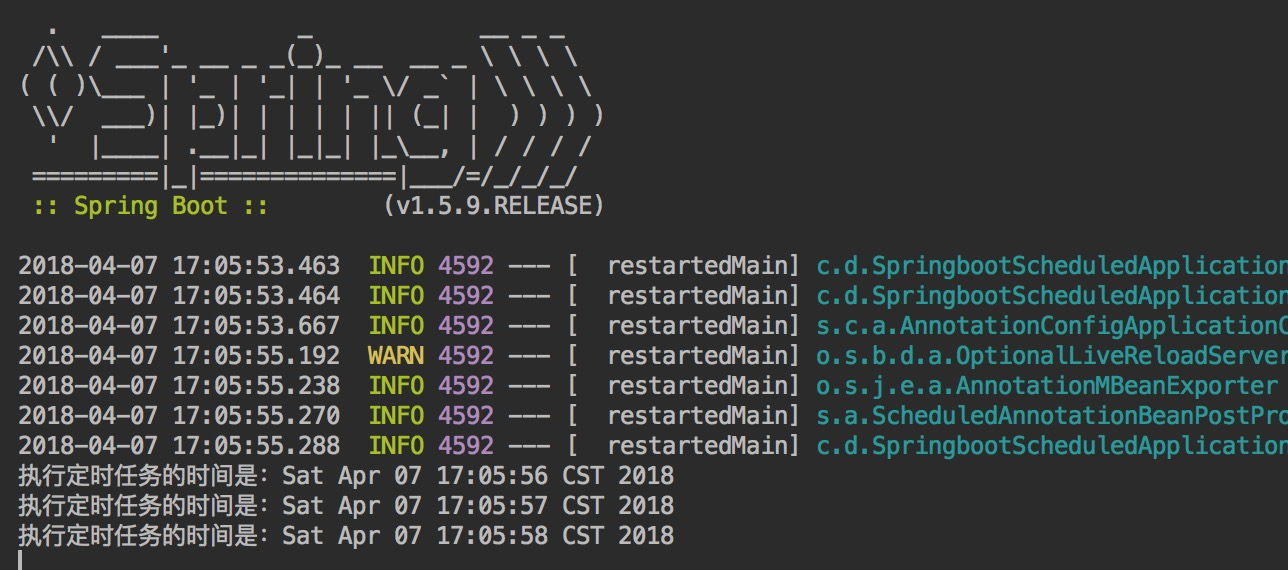 .   ____          _            __ _ _
 /\\ / ___'_ __ _ _(_)_ __  __ _ \ \ \ \
( ( )\___ | '_ | '_| | '_ \/ _` | \ \ \ \
 \\/  ___)| |_)| | | | | || (_| |  ) ) ) )
  '  |____| .__|_| |_|_| |_\__, | / / / /
 =========|_|==============|___/=/_/_/_/
 :: Spring Boot ::        (v1.5.9.RELEASE)
2018-04-07 17:05:53.463  INFO 4592 --- [  restartedMain] c.d.SpringbootScheduledApplication
2018-04-07 17:05:53.464  INFO 4592 --- [  restartedMain] c.d.SpringbootScheduledApplication
2018-04-07 17:05:53.667  INFO 4592 --- [  restartedMain] s.c.a.AnnotationConfigApplicationC
2018-04-07 17:05:55.192  WARN 4592 --- [  restartedMain] o.s.b.d.a.OptionalLiveReloadServer
2018-04-07 17:05:55.238  INFO 4592 --- [  restartedMain] o.s.j.e.a.AnnotationMBeanExporter
2018-04-07 17:05:55.270  INFO 4592 --- [  restartedMain] s.a.ScheduledAnnotationBeanPostPro
2018-04-07 17:05:55.288  INFO 4592 --- [  restartedMain] c.d.SpringbootScheduledApplication
执行定时任务的时间是：Sat Apr 07 17:05:56 CST 2018
执行定时任务的时间是：Sat Apr 07 17:05:57 CST 2018
执行定时任务的时间是：Sat Apr 07 17:05:58 CST 2018